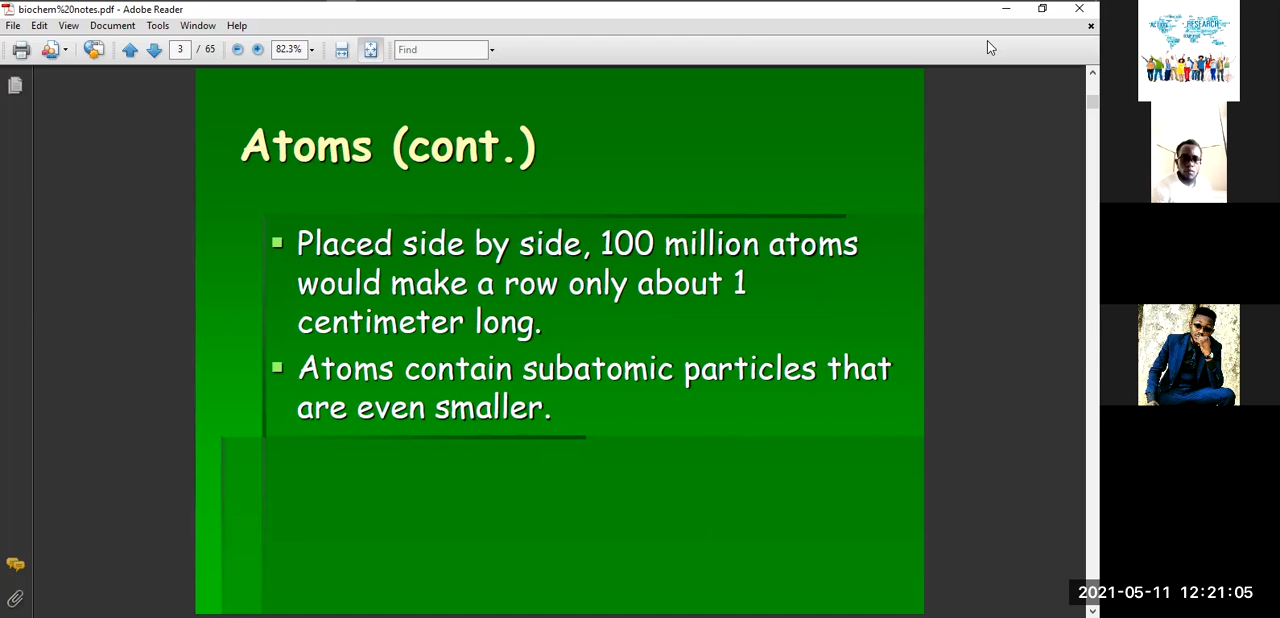 biochem%20notes.pdf - Adobe Reader
File Edit View Document Tools Window Help
3 / 65 82.3% Find
Atoms (cont.)
Placed side by side, 100 million atoms
would make a row only about 1
centimeter long.
Atoms contain subatomic particles that
are even smaller.
ACTION RESEARCH
2021-05-11 12:21:05